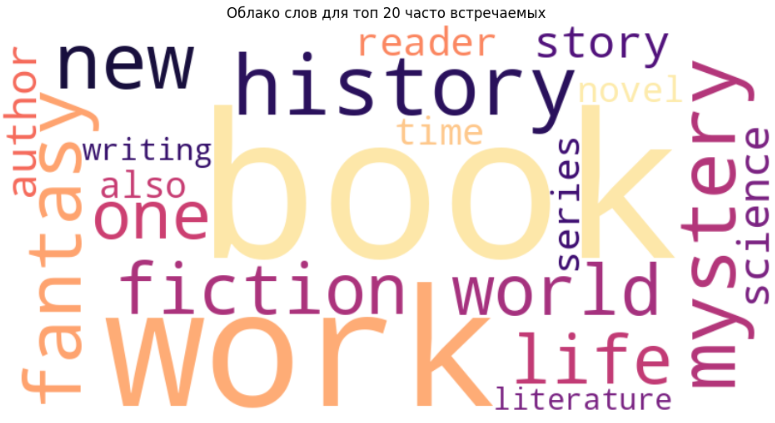 Облако слов для топ 20 часто встречаемых
author
new
reader
story
history
novel
fantasy
writing
time
book
series
mystery
science
also
one
fiction
world
work
life
literature